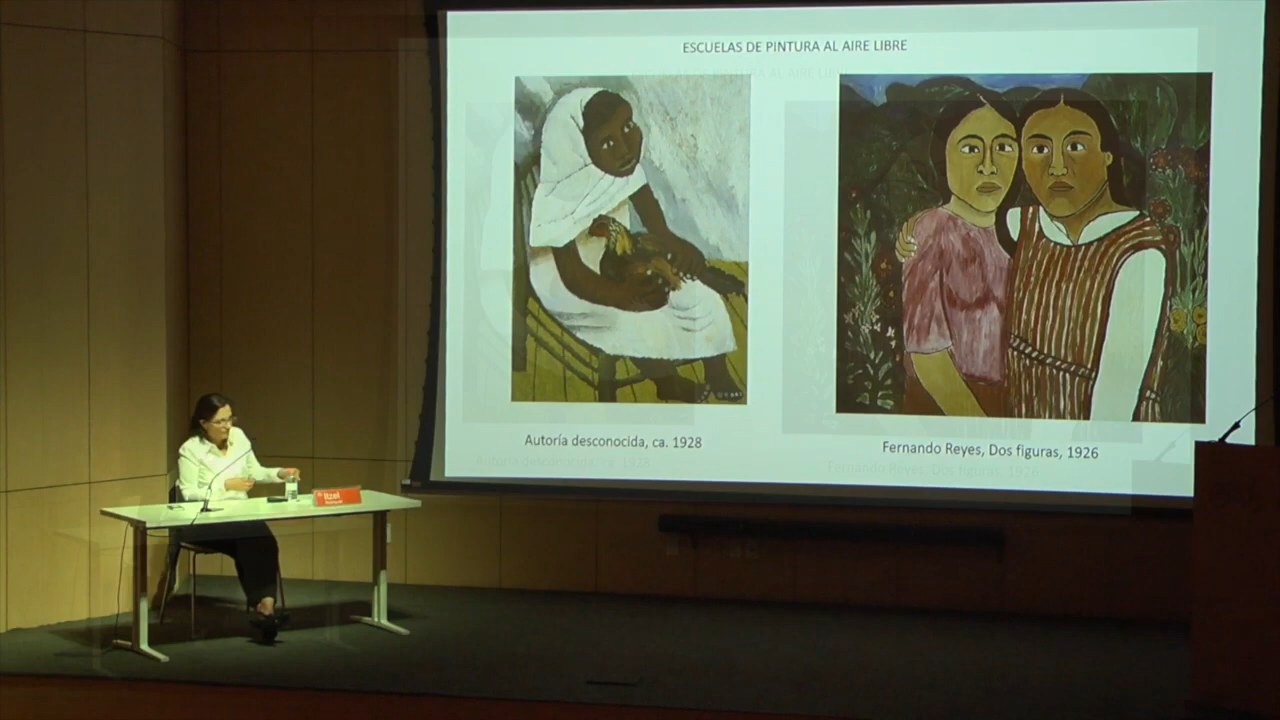 ESCUELAS DE PINTURA AL AIRE LIBRE
Autoría desconocida, ca. 1928
Fernando Reyes, Dos figuras, 1926
Itzel